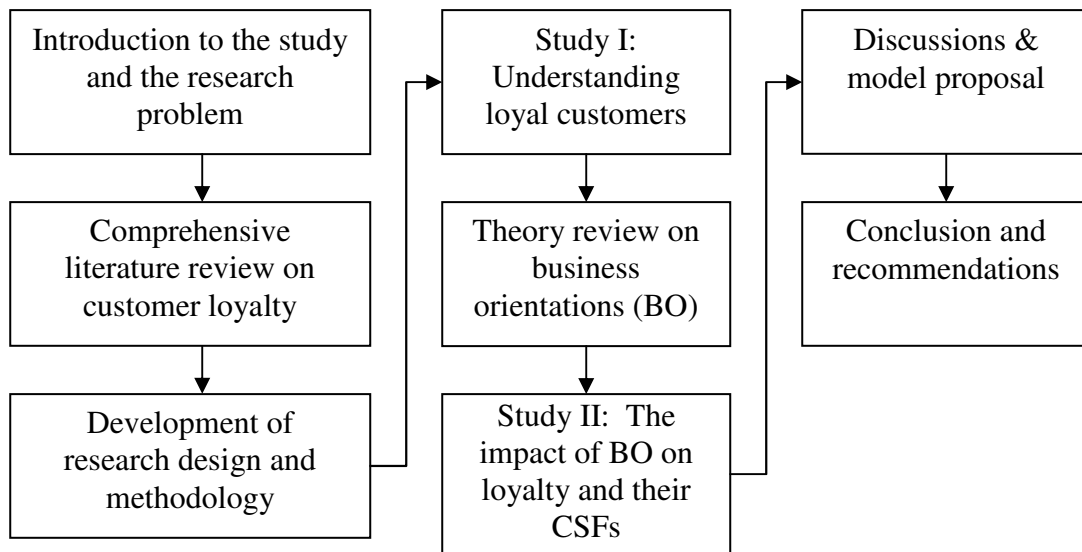 Introduction to the study
and the research
problem
Comprehensive
literature review on
customer loyalty
Development of
research design and
methodology
Study I:
Understanding
loyal customers
Theory review on
business
orientations (BO)
Study II:  The
impact of BO on
loyalty and their
CSFs
Discussions &
model proposal
Conclusion and
recommendations